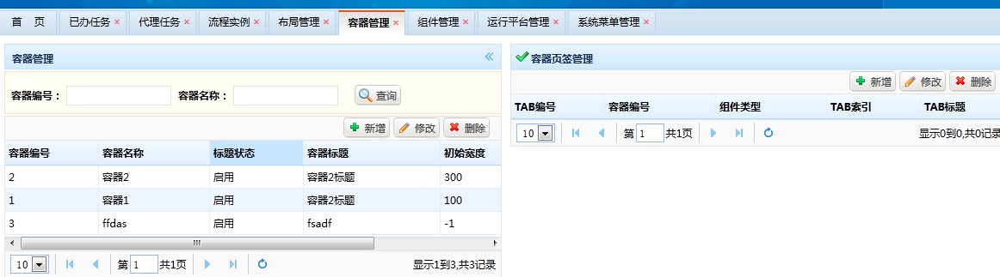 首 页 已办任务 代理任务 流程实例 布局管理 容器管理 组件管理 运行平台管理 系统菜单管理
容器管理
容器编号： 容器名称： 查询
新增 修改 删除
容器编号 容器名称 标题状态 容器标题 初始宽度
2 容器2 启用 容器2标题 300
1 容器1 启用 容器2标题 100
3 ffdas 启用 fsadf -1
10 第 1 共1页 显示1到3,共3记录
容器页签管理
新增 修改 删除
TAB编号 容器编号 组件类型 TAB索引 TAB标题
10 第 1 共1页 显示0到0,共0记录